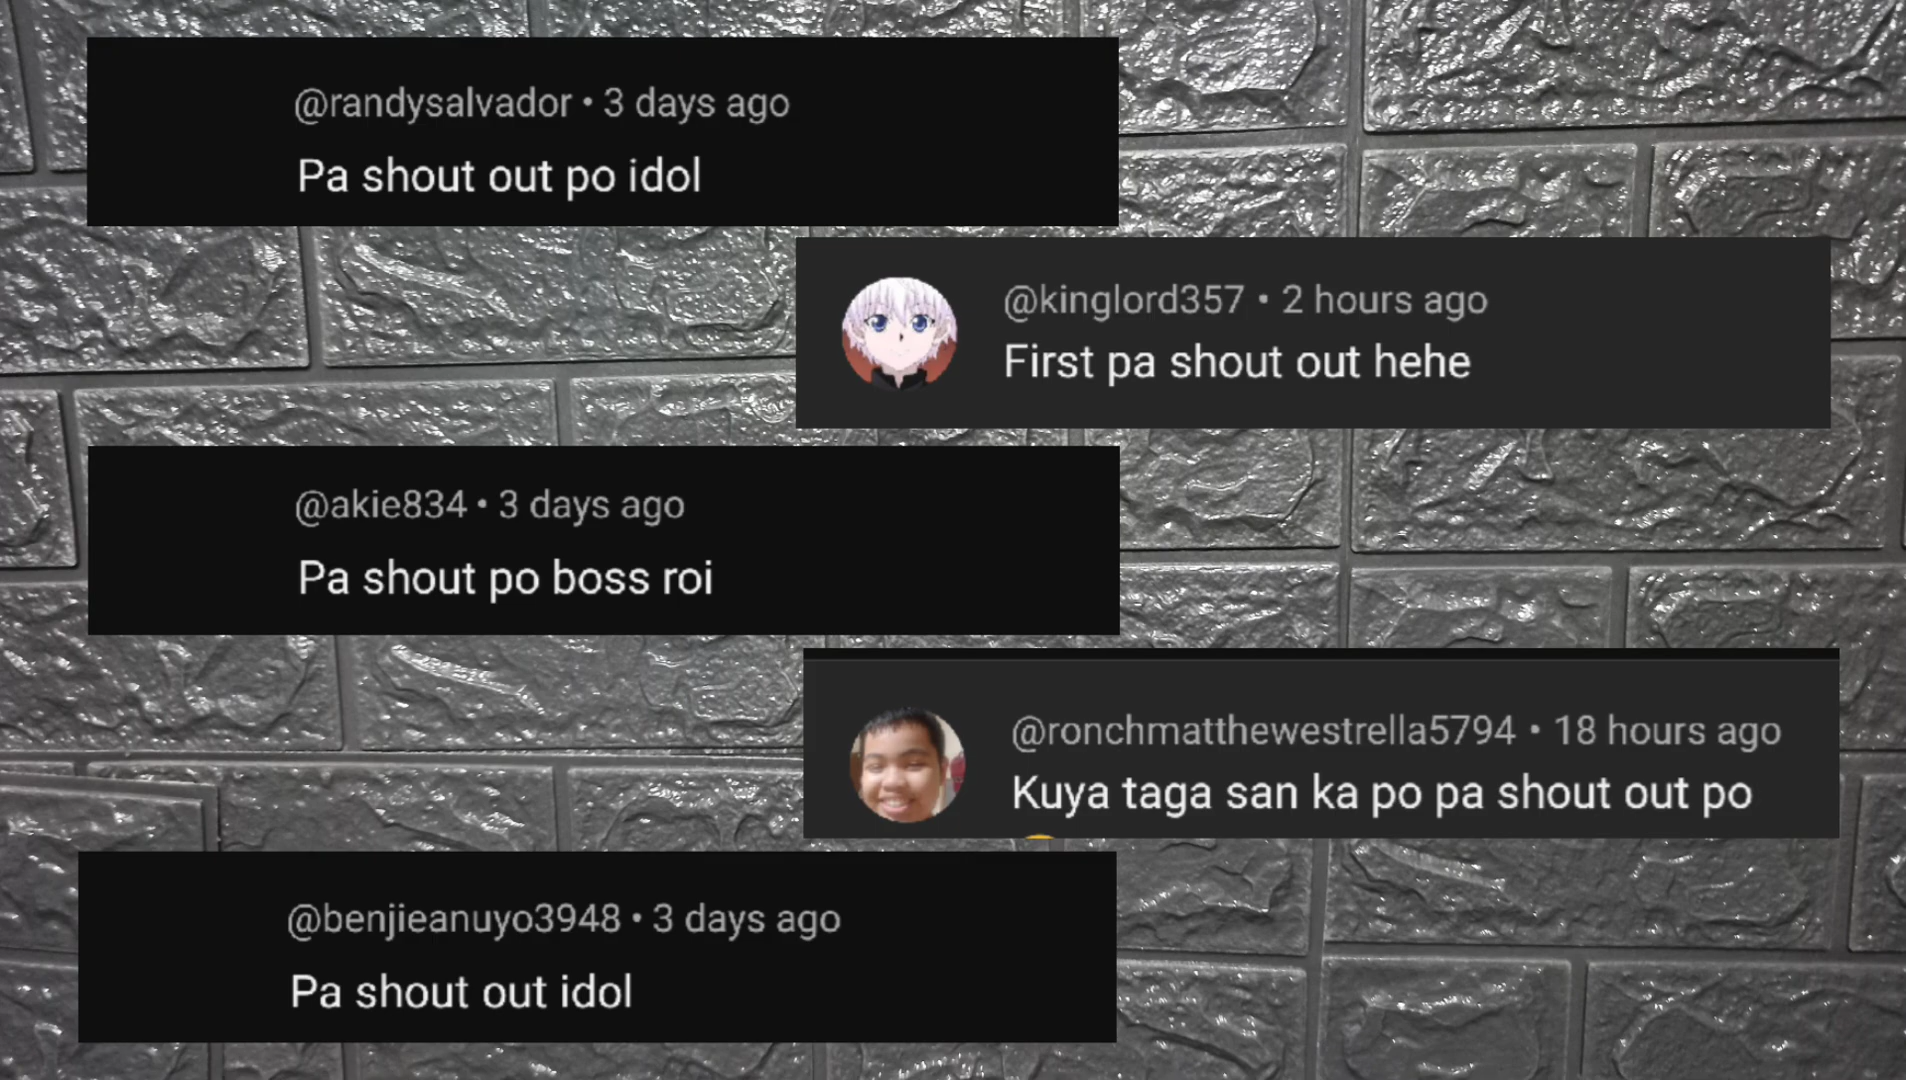 @randysalvador • 3 days ago
Pa shout out po idol
@kinglord357 • 2 hours ago
First pa shout out hehe
@akie834 • 3 days ago
Pa shout po boss roi
@ronchmatthewestrella5794 • 18 hours ago
Kuya taga san ka po pa shout out po
@benjieanuyo3948 • 3 days ago
Pa shout out idol